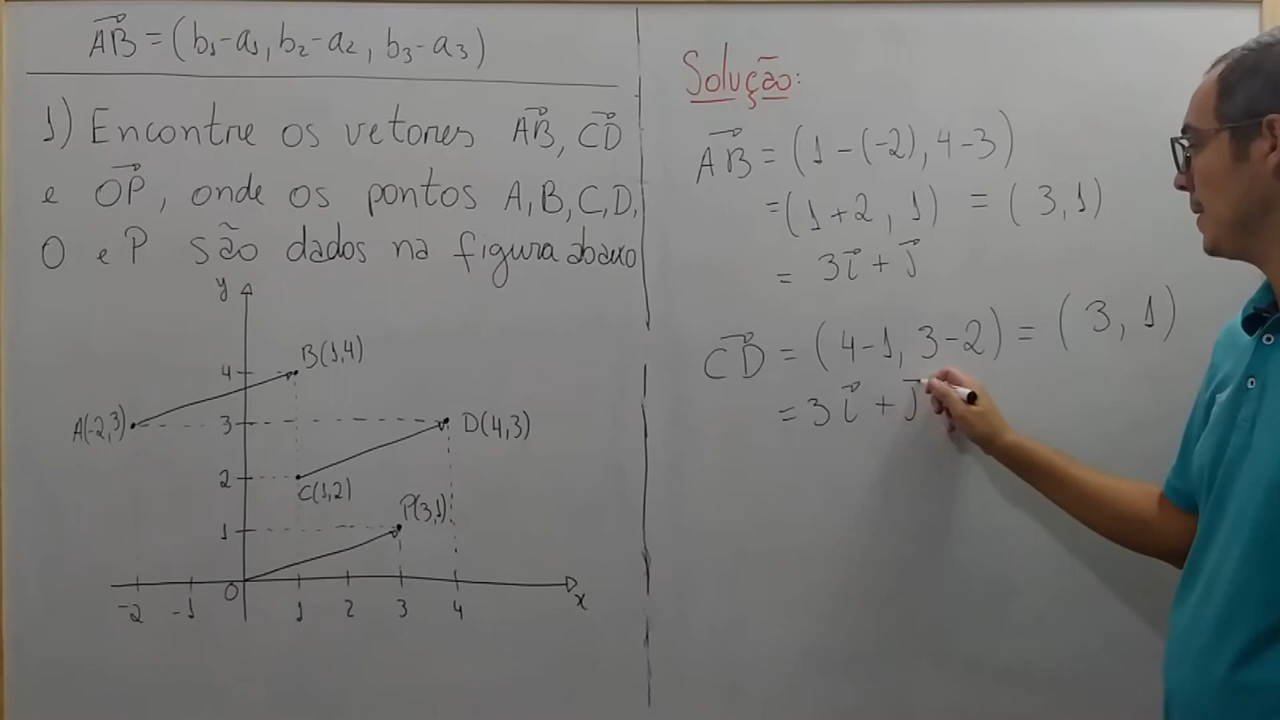 AB⃗ = (b₁-a₁, b₂-a₂, b₃-a₃)
1) Encontre os vetores AB⃗, CD⃗
e OP⃗, onde os pontos A, B, C, D,
O e P são dados na figura abaixo
y
4
B(1,4)
A(-2,3)
3
D(4,3)
2
C(1,2)
P(3,1)
1
O
-2 -1 1 2 3 4 x
Solução:
AB⃗ = (1-(-2), 4-3)
= (1+2, 1) = (3,1)
= 3i⃗ + j⃗
CD⃗ = (4-1, 3-2) = (3, 1)
= 3i⃗ + j⃗